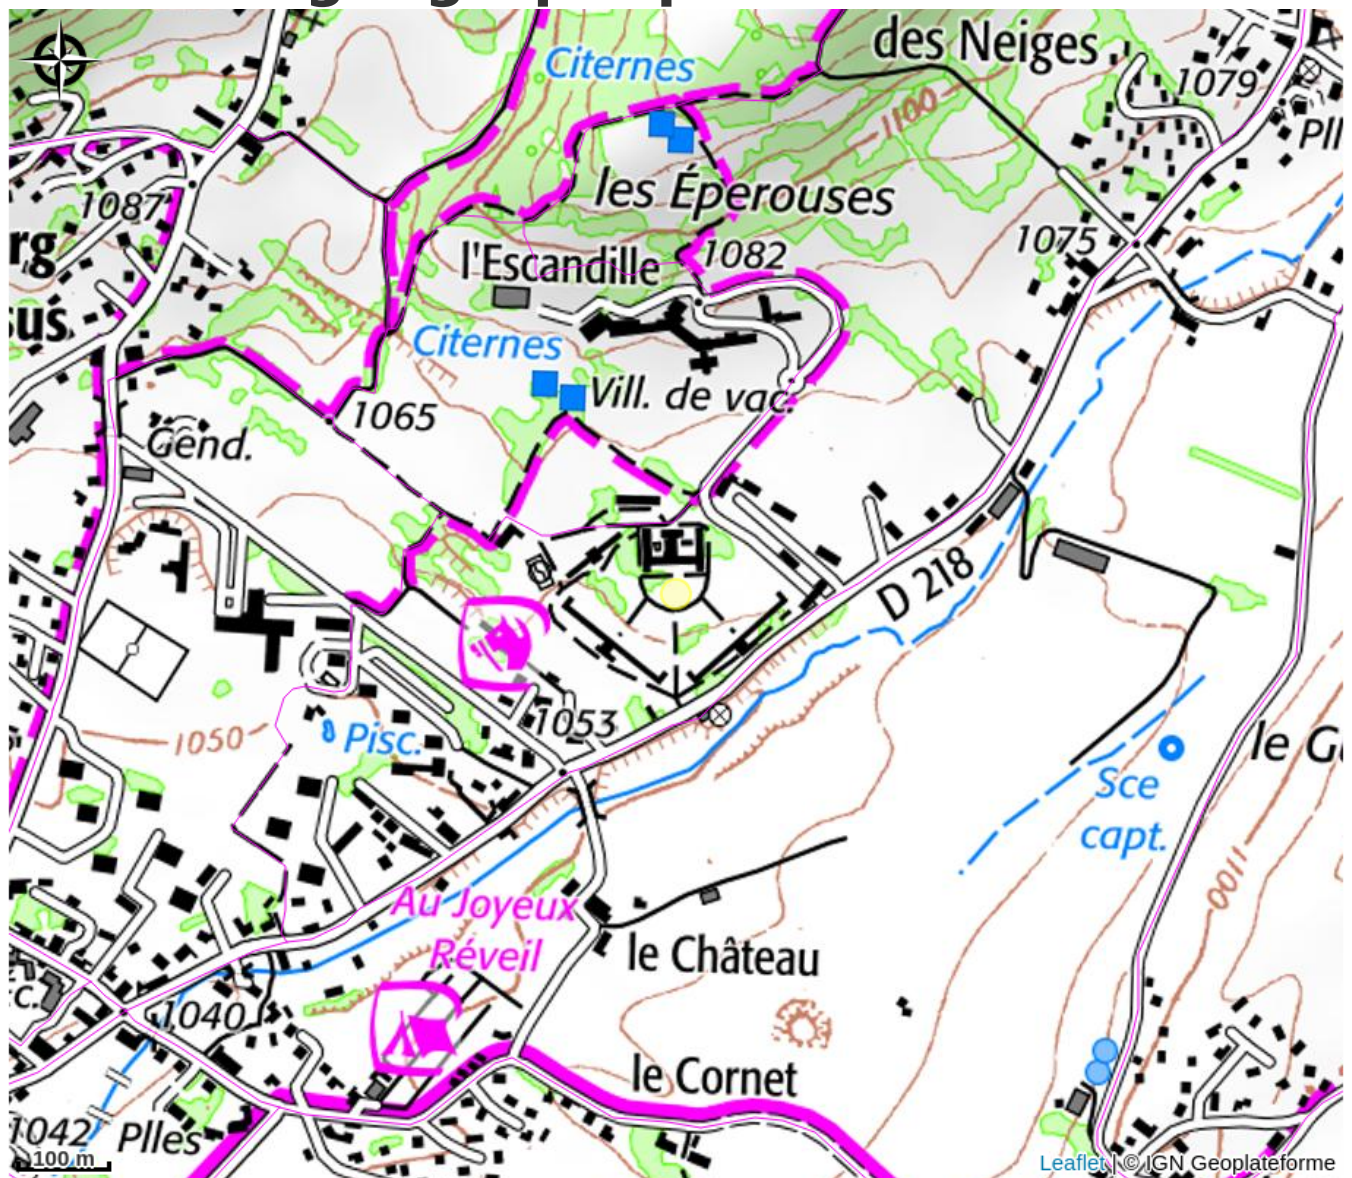 Citernes
des Neiges
1079
Pll
1100
les Éperouses
1087
rg
sus
1075
l'Escandille
1082
Citernes
Vill. de vac.
1065
Gend.
D 218
1053
1050
Pisc.
le G
Sce
capt.
1100
Au Joyeux
Réveil
le Château
c.
1040
le Cornet
1042
Plles
100 m
Leaflet | © IGN Geoplateforme